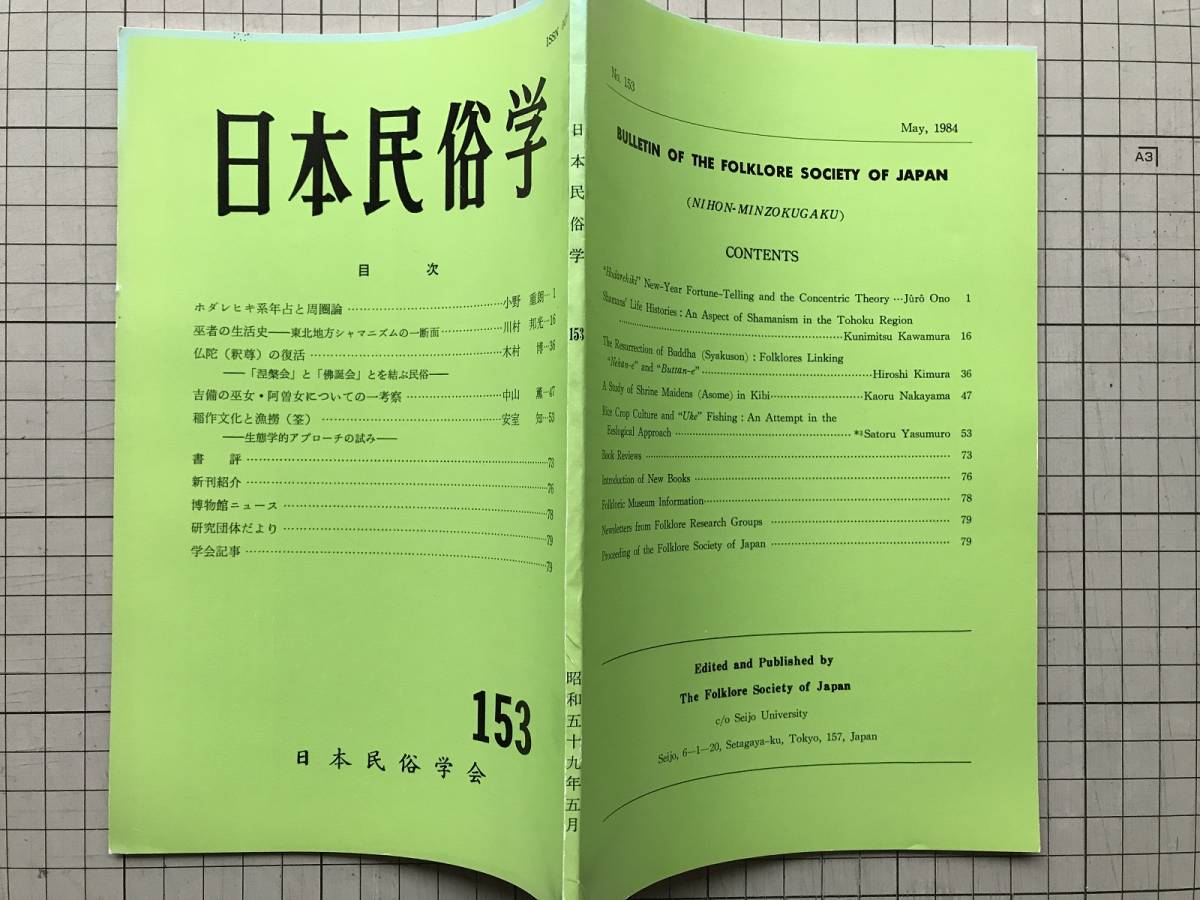 ISSN
日本民俗学
目 次
ホダレヒキ系年占と周圏論……小野 重朗…1
巫者の生活史――東北地方シャマニズムの一断面……川村 邦光…16
仏陀(釈尊)の復活……木村 博…36
――「涅槃会」と「佛誕会」とを結ぶ民俗――
吉備の巫女・阿曽女についての一考察……中山 薫…47
稲作文化と漁撈(筌)……安室 知…53
――生態学的アプローチの試み――
書 評……73
新刊紹介……76
博物館ニュース……78
研究団体だより……79
学会記事……79
153
日本民俗学会
日本民俗学
153
昭和五十九年五月
No. 153
May, 1984
BULLETIN OF THE FOLKLORE SOCIETY OF JAPAN
(NIHON-MINZOKUGAKU)
CONTENTS
"Hodarehiki" New-Year Fortune-Telling and the Concentric Theory…Jûrô Ono 1
Shamans' Life Histories: An Aspect of Shamanism in the Tohoku Region
……Kunimitsu Kawamura 16
The Resurrection of Buddha (Syakuson): Folklores Linking
"Nehan-e" and "Buttan-e"……Hiroshi Kimura 36
A Study of Shrine Maidens (Asome) in Kibi……Kaoru Nakayama 47
Rice Crop Culture and "Uke" Fishing: An Attempt in the
Ecological Approach……Satoru Yasumuro 53
Book Reviews……73
Introduction of New Books……76
Folkloric Museum Information……78
Newsletters from Folklore Research Groups……79
Proceeding of the Folklore Society of Japan……79
Edited and Published by
The Folklore Society of Japan
c/o Seijo University
Seijo, 6—1—20, Setagaya-ku, Tokyo, 157, Japan
A3